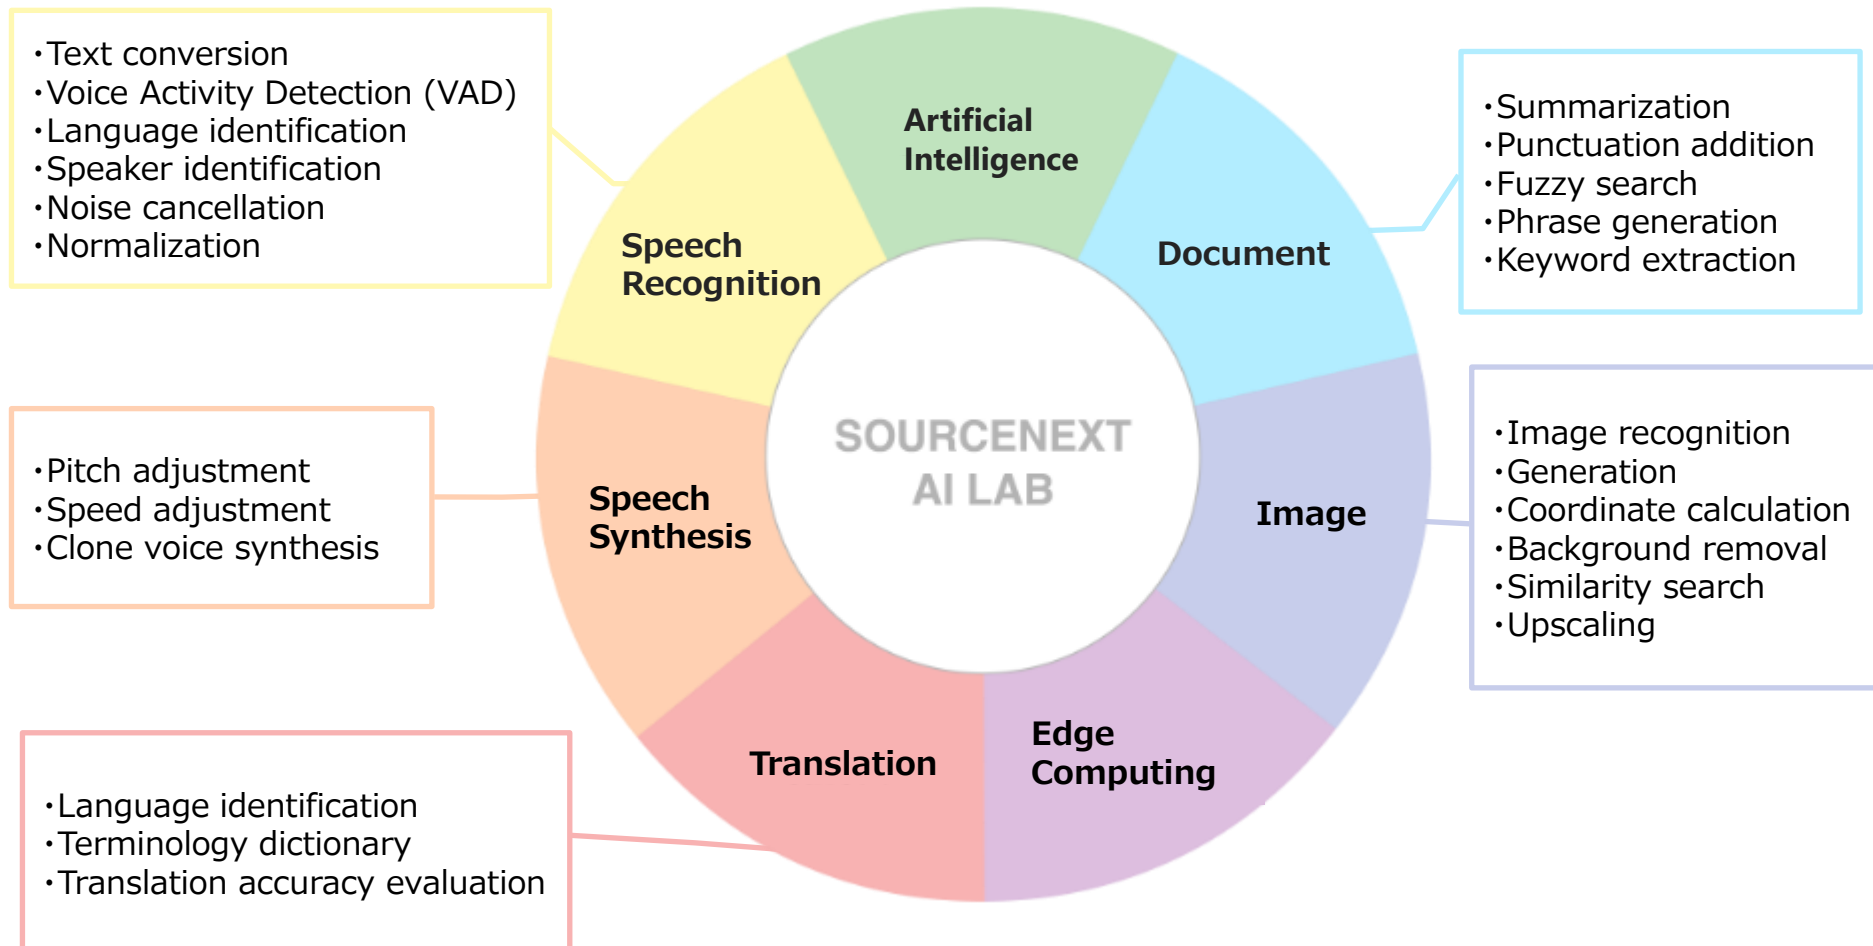 ・Text conversion
・Voice Activity Detection (VAD)
・Language identification
・Speaker identification
・Noise cancellation
・Normalization
Artificial
Intelligence
・Summarization
・Punctuation addition
・Fuzzy search
・Phrase generation
・Keyword extraction
Speech
Recognition
Document
・Pitch adjustment
・Speed adjustment
・Clone voice synthesis
Speech
Synthesis
SOURCENEXT
AI LAB
Image
・Image recognition
・Generation
・Coordinate calculation
・Background removal
・Similarity search
・Upscaling
Translation
Edge
Computing
・Language identification
・Terminology dictionary
・Translation accuracy evaluation